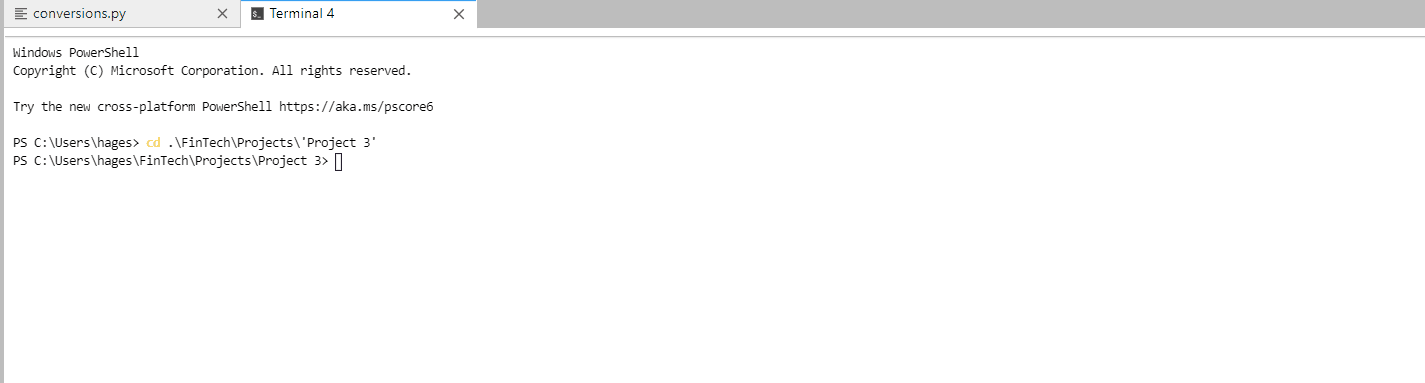 conversions.py
Terminal 4
Windows PowerShell
Copyright (C) Microsoft Corporation. All rights reserved.
Try the new cross-platform PowerShell https://aka.ms/pscore6
PS C:\Users\hages> cd .\FinTech\Projects\'Project 3'
PS C:\Users\hages\FinTech\Projects\Project 3>